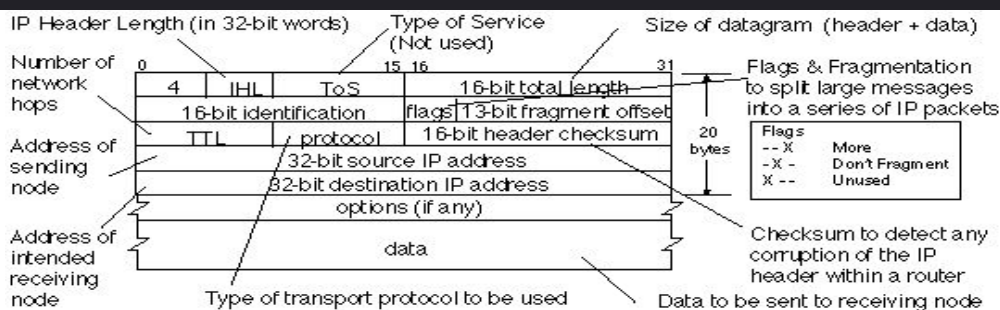 IP Header Length (in 32-bit words)
Type of Service
(Not used)
Size of datagram (header + data)
Number of
network
hops
0
15 16
31
Flags & Fragmentation
to split large messages
into a series of IP packets
4 IHL ToS 16-bit total length
16-bit identification flags 13-bit fragment offset
TTL protocol 16-bit header checksum
20
bytes
Flags
--X More
-X- Don't Fragment
X-- Unused
Address of
sending
node
32-bit source IP address
32-bit destination IP address
options (if any)
data
Address of
intended
receiving
node
Checksum to detect any
corruption of the IP
header within a router
Type of transport protocol to be used
Data to be sent to receiving node